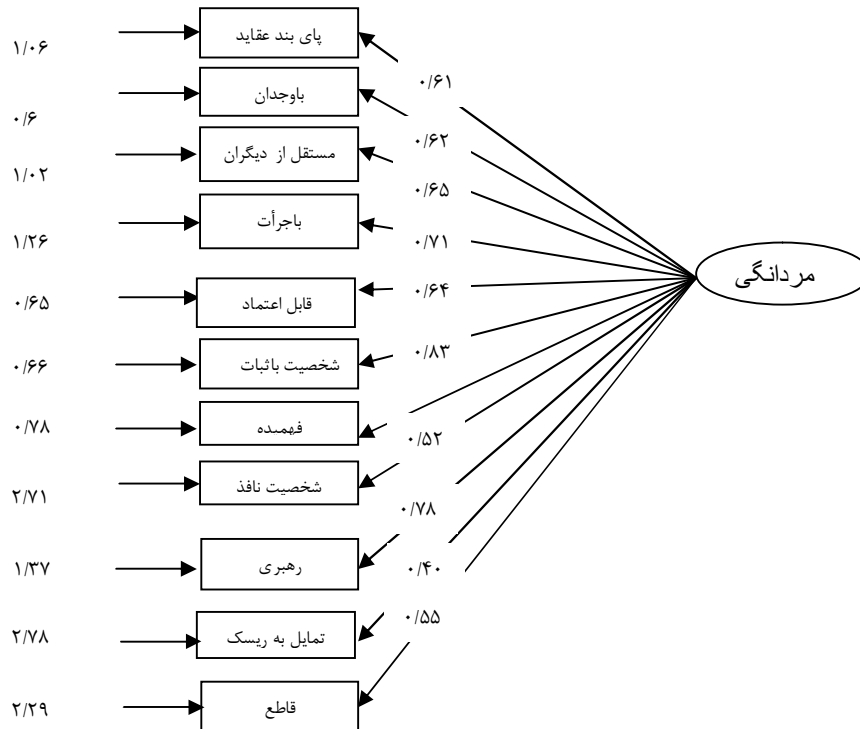 پای بند عقاید
۱/۰۶
۰/۶۱
باوجدان
۰/۶
۰/۶۲
مستقل از دیگران
۱/۰۲
۰/۶۵
باجرأت
۱/۲۶
۰/۷۱
مردانگی
قابل اعتماد
۰/۶۵
۰/۶۴
شخصیت باثبات
۰/۶۶
۰/۸۳
فهمیده
۰/۷۸
۰/۵۲
شخصیت نافذ
۲/۷۱
۰/۷۸
رهبری
۱/۳۷
۰/۴۰
تمایل به ریسک
۲/۷۸
۰/۵۵
قاطع
۲/۲۹